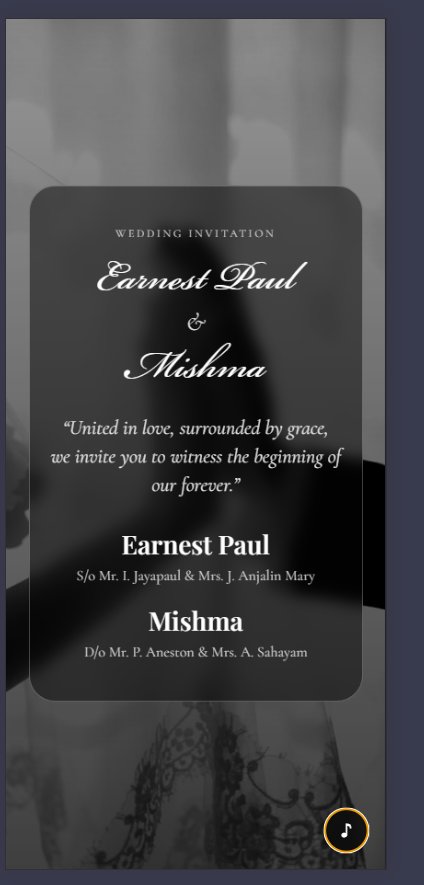 WEDDING INVITATION
Earnest Paul
&
Mishma
“United in love, surrounded by grace,
we invite you to witness the beginning of
our forever.”
Earnest Paul
S/o Mr. I. Jayapaul & Mrs. J. Anjalin Mary
Mishma
D/o Mr. P. Aneston & Mrs. A. Sahayam